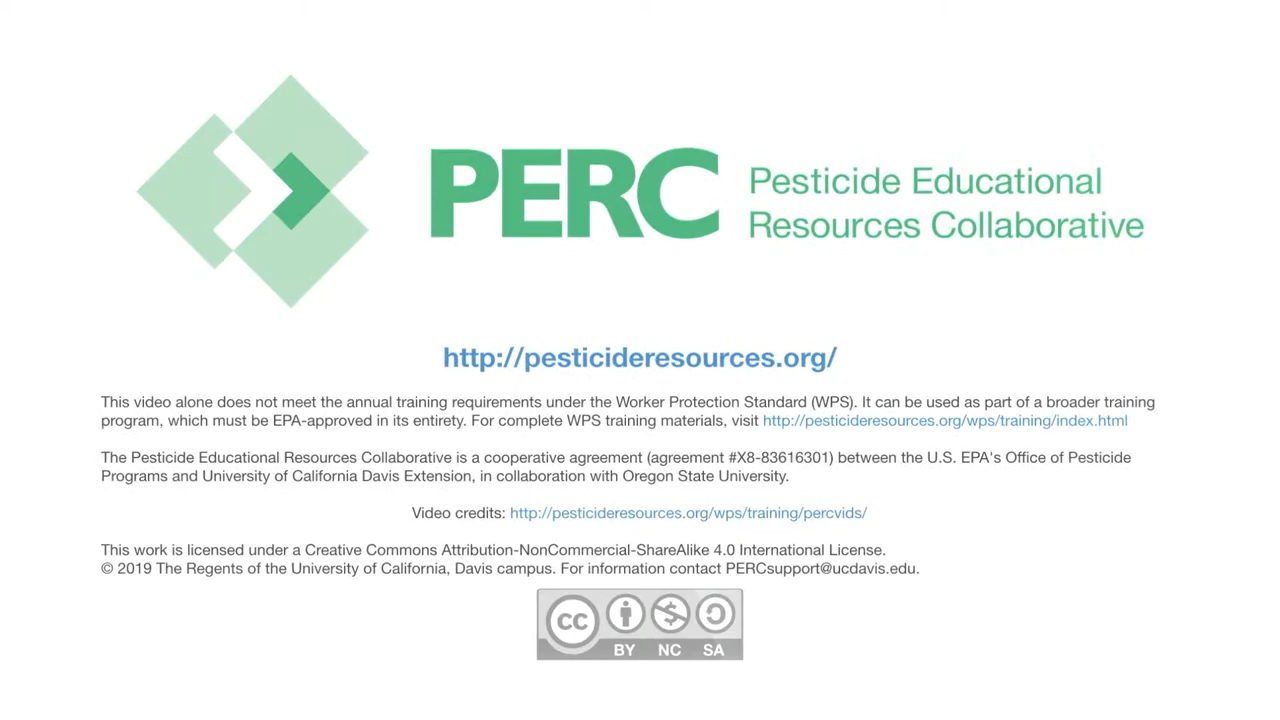 PERC
Pesticide Educational
Resources Collaborative
http://pesticideresources.org/
This video alone does not meet the annual training requirements under the Worker Protection Standard (WPS). It can be used as part of a broader training
program, which must be EPA-approved in its entirety. For complete WPS training materials, visit http://pesticideresources.org/wps/training/index.html
The Pesticide Educational Resources Collaborative is a cooperative agreement (agreement #X8-83616301) between the U.S. EPA's Office of Pesticide
Programs and University of California Davis Extension, in collaboration with Oregon State University.
Video credits: http://pesticideresources.org/wps/training/percvids/
This work is licensed under a Creative Commons Attribution-NonCommercial-ShareAlike 4.0 International License.
© 2019 The Regents of the University of California, Davis campus. For information contact PERCsupport@ucdavis.edu.
cc
BY NC SA